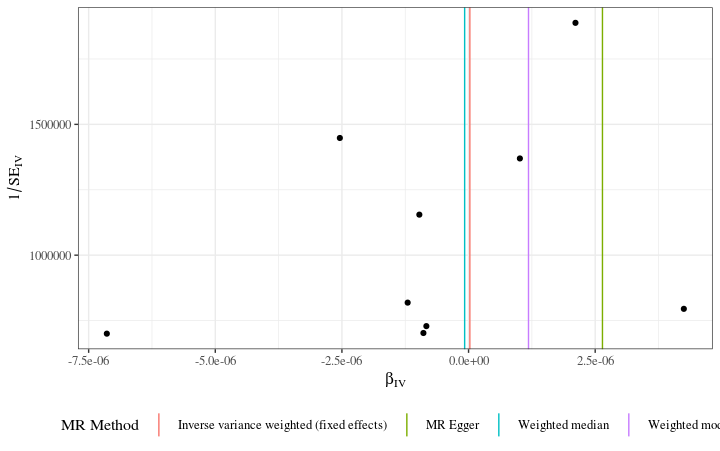 1/SE_IV
1500000
1000000
-7.5e-06 -5.0e-06 -2.5e-06 0.0e+00 2.5e-06
β_IV
MR Method Inverse variance weighted (fixed effects) MR Egger Weighted median Weighted mod